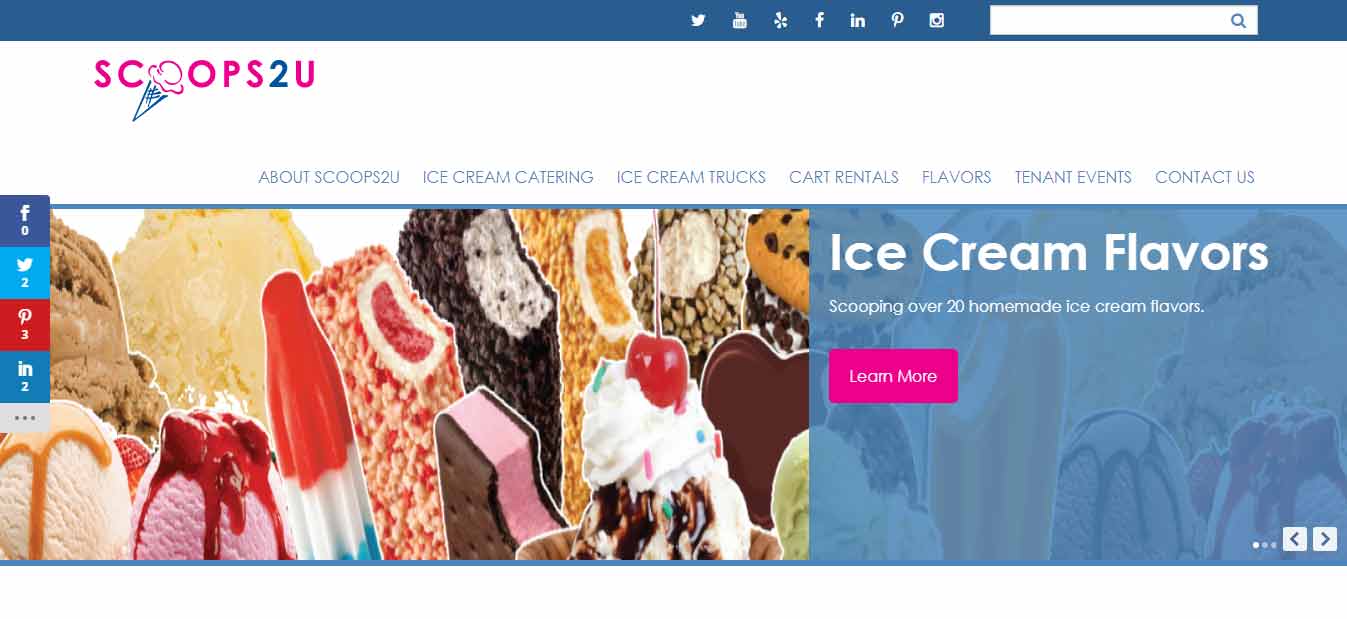 SCOOPS2U
ABOUT SCOOPS2U ICE CREAM CATERING ICE CREAM TRUCKS CART RENTALS FLAVORS TENANT EVENTS CONTACT US
0
2
3
2
Ice Cream Flavors
Scooping over 20 homemade ice cream flavors.
Learn More